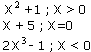 X² + 1 ; X > 0
X + 5 ; X=0
2X³- 1 ; X < 0